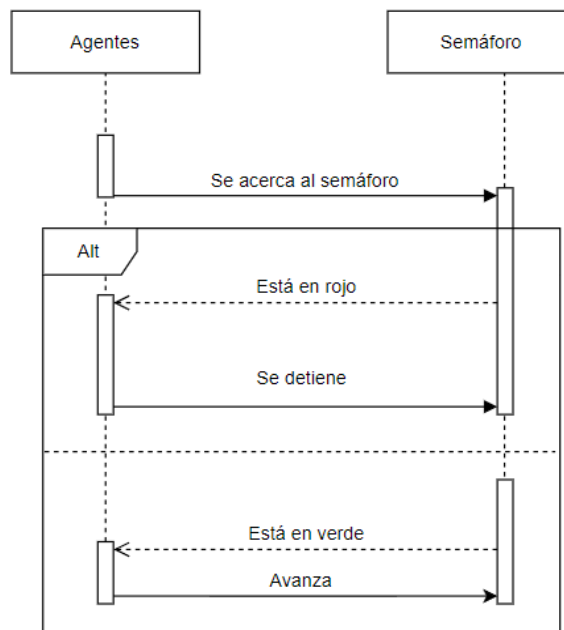 Agentes
Semáforo
Se acerca al semáforo
Alt
Está en rojo
Se detiene
Está en verde
Avanza